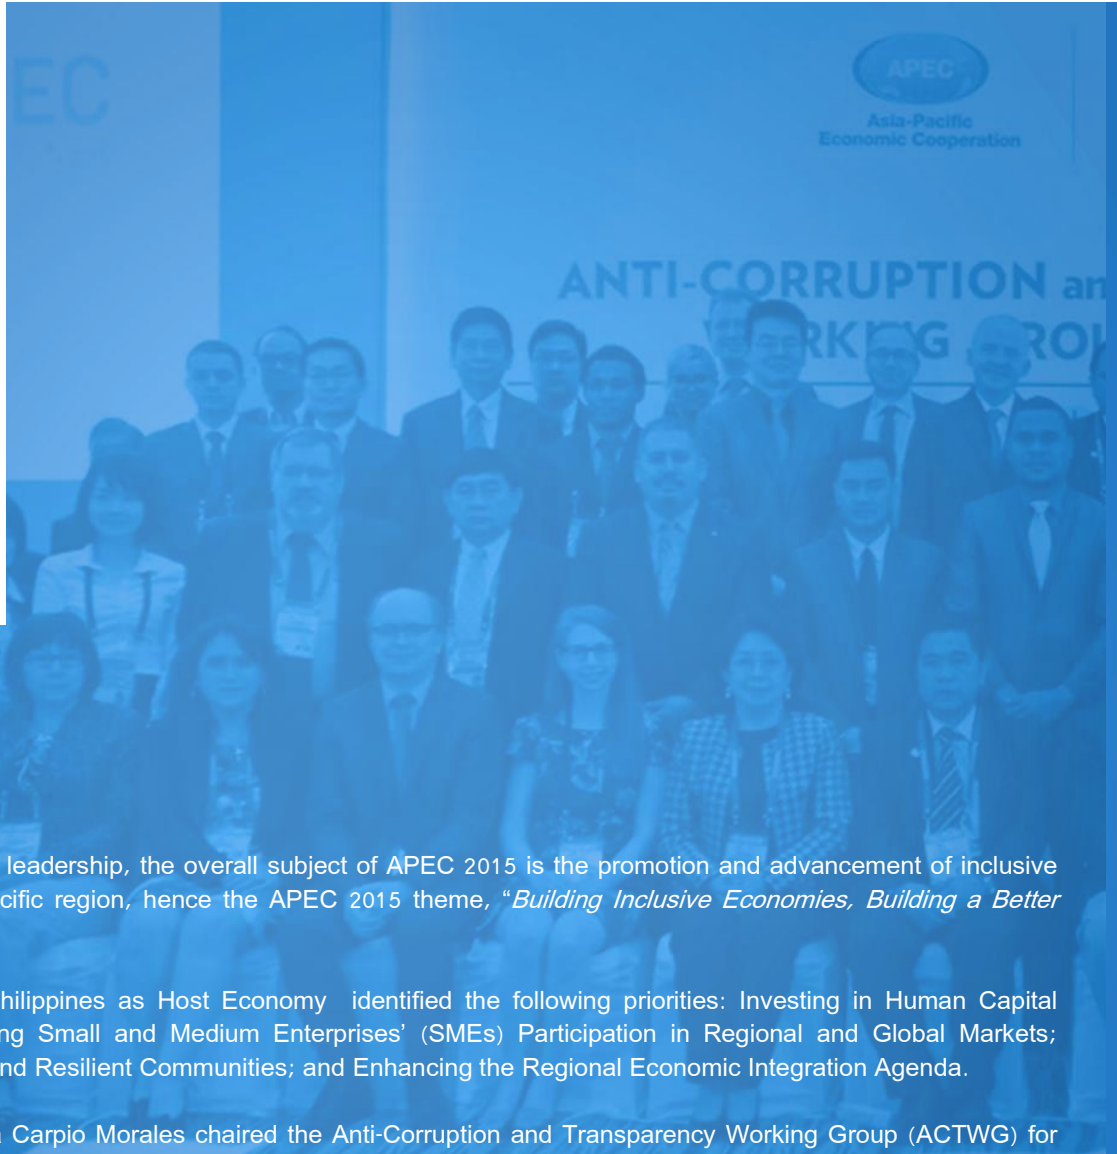 EC
APEC
Asia-Pacific
Economic Cooperation
ANTI-CORRUPTION an
WORKING GROU
leadership, the overall subject of APEC 2015 is the promotion and advancement of inclusive
cific region, hence the APEC 2015 theme, “Building Inclusive Economies, Building a Better
hilippines as Host Economy identified the following priorities: Investing in Human Capital
ng Small and Medium Enterprises’ (SMEs) Participation in Regional and Global Markets;
nd Resilient Communities; and Enhancing the Regional Economic Integration Agenda.
a Carpio Morales chaired the Anti-Corruption and Transparency Working Group (ACTWG) for